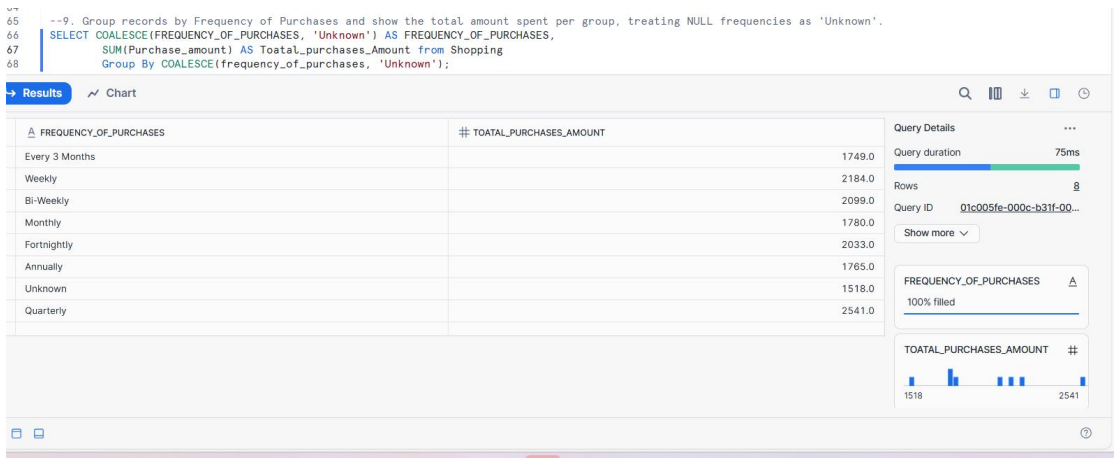 65 --9. Group records by Frequency of Purchases and show the total amount spent per group, treating NULL frequencies as 'Unknown'.
66 SELECT COALESCE(FREQUENCY_OF_PURCHASES, 'Unknown') AS FREQUENCY_OF_PURCHASES,
67 SUM(Purchase_amount) AS Toatal_purchases_Amount from Shopping
68 Group By COALESCE(frequency_of_purchases, 'Unknown');
Results Chart
A FREQUENCY_OF_PURCHASES # TOATAL_PURCHASES_AMOUNT
Every 3 Months 1749.0
Weekly 2184.0
Bi-Weekly 2099.0
Monthly 1780.0
Fortnightly 2033.0
Annually 1765.0
Unknown 1518.0
Quarterly 2541.0
Query Details ...
Query duration 75ms
Rows 8
Query ID 01c005fe-000c-b31f-00...
Show more
FREQUENCY_OF_PURCHASES A
100% filled
TOATAL_PURCHASES_AMOUNT #
1518 2541